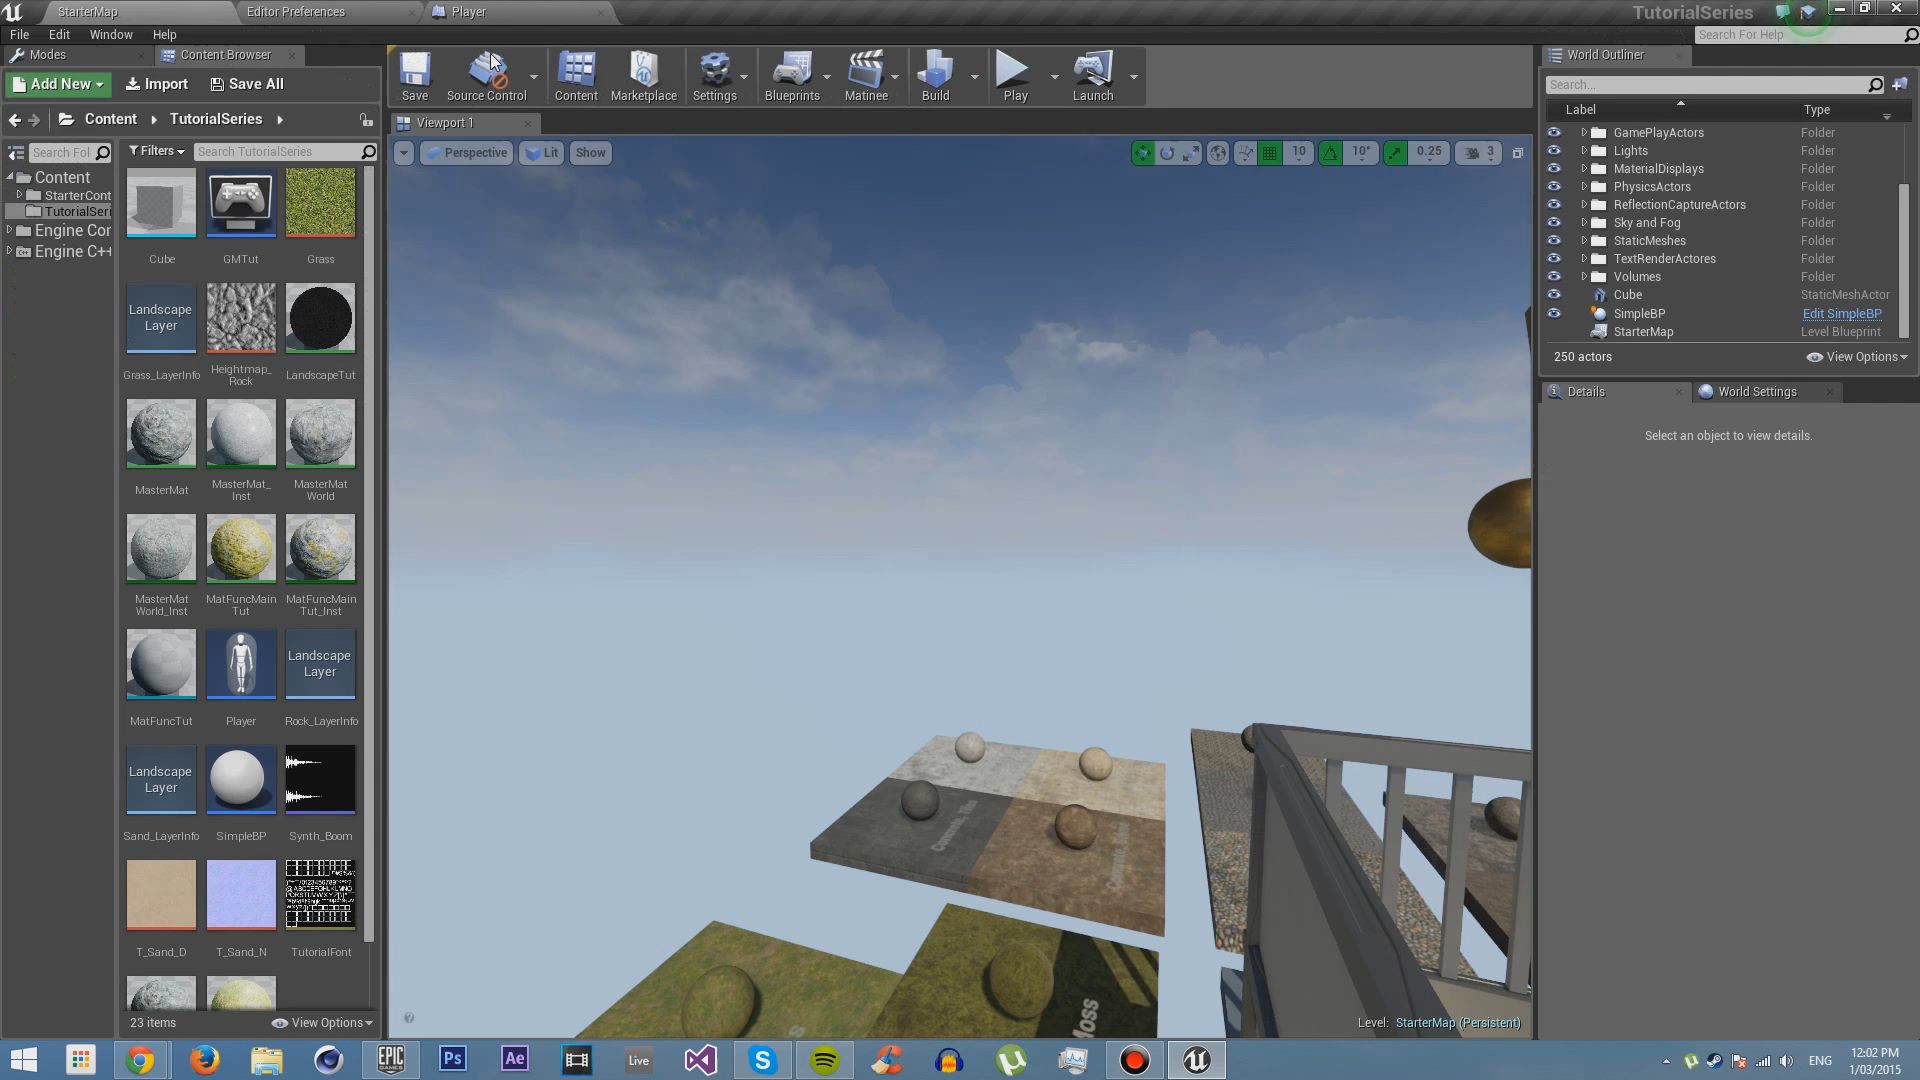 StarterMap
Editor Preferences
Player
TutorialSeries
File Edit Window Help
Search For Help
Modes
Content Browser
Add New
Import
Save All
Content
TutorialSeries
Search Fol
Filters
Search TutorialSeries
Content
StarterCont
TutorialSeri
Engine Cor
Engine C++
Cube
GMTut
Grass
Landscape
Layer
Grass_LayerInfo
Heightmap_
Rock
LandscapeTut
MasterMat
MasterMat_
Inst
MasterMat
World
MasterMat
World_Inst
MatFuncMain
Tut
MatFuncMain
Tut_Inst
Landscape
Layer
MatFuncTut
Player
Rock_LayerInfo
Landscape
Layer
Sand_LayerInfo
SimpleBP
Synth_Boom
T_Sand_D
T_Sand_N
TutorialFont
23 items
View Options
Save
Source Control
Content
Marketplace
Settings
Blueprints
Matinee
Build
Play
Launch
Viewport 1
Perspective
Lit
Show
10
10°
0.25
3
Moss
Level: StarterMap (Persistent)
World Outliner
Search...
Label
Type
GamePlayActors Folder
Lights Folder
MaterialDisplays Folder
PhysicsActors Folder
ReflectionCaptureActors Folder
Sky and Fog Folder
StaticMeshes Folder
TextRenderActores Folder
Volumes Folder
Cube StaticMeshActor
SimpleBP Edit SimpleBP
StarterMap Level Blueprint
250 actors
View Options
Details
World Settings
Select an object to view details.
EPIC
GAMES
Ps
Ae
Live
ENG
12:02 PM
1/03/2015